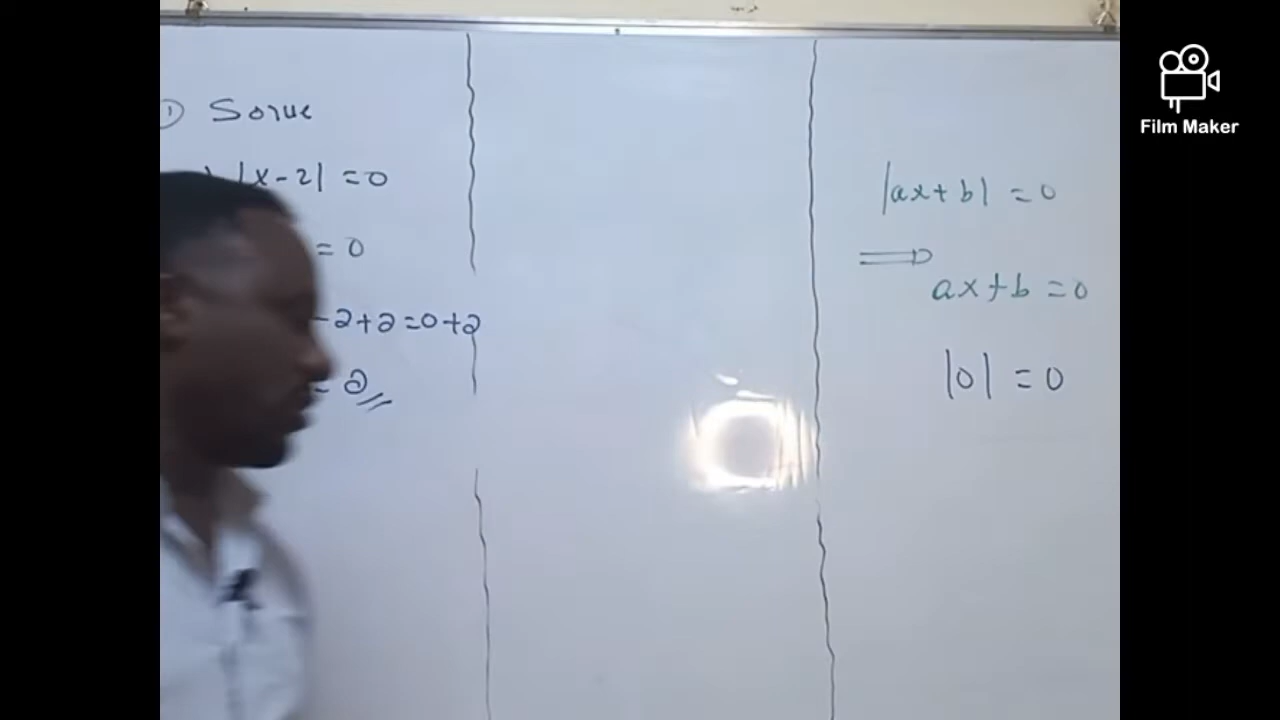 ① Solve
|x-2| = 0
= 0
-2+2=0+2
= 2
|ax+b| = 0
⟹
ax+b = 0
|0| = 0
Film Maker